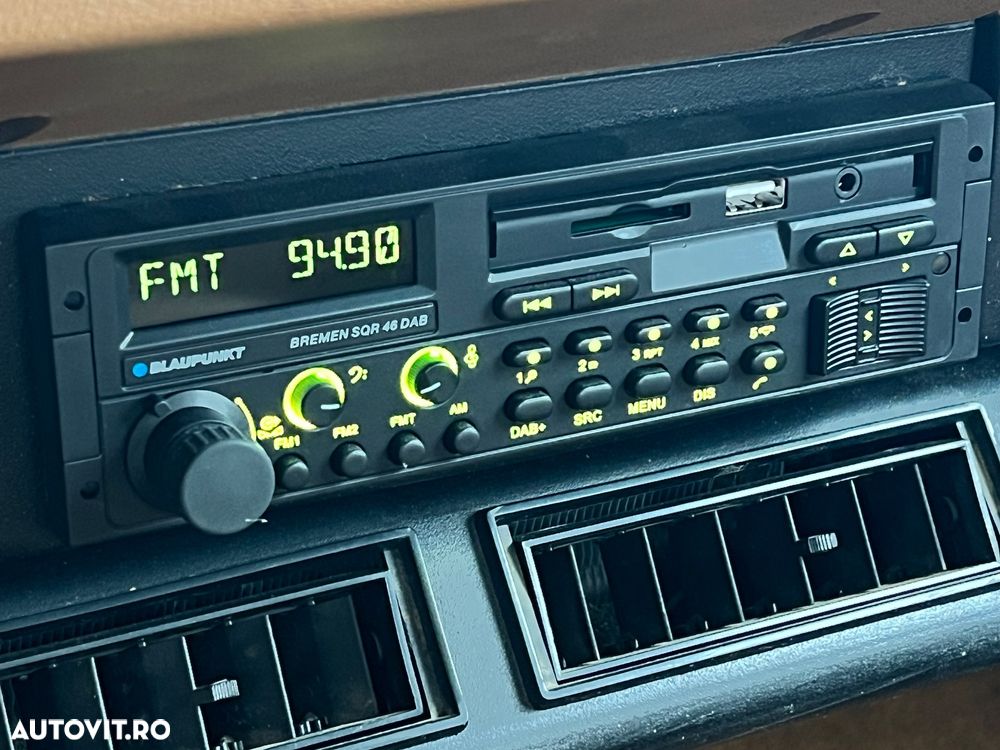 FMT 94.90
BREMEN SQR 46 DAB
BLAUPUNKT
FM1 FM2 FMT AM
1 2 3 RPT 4 MIX 5
DAB+ SRC MENU DIS
AUTOVIT.RO